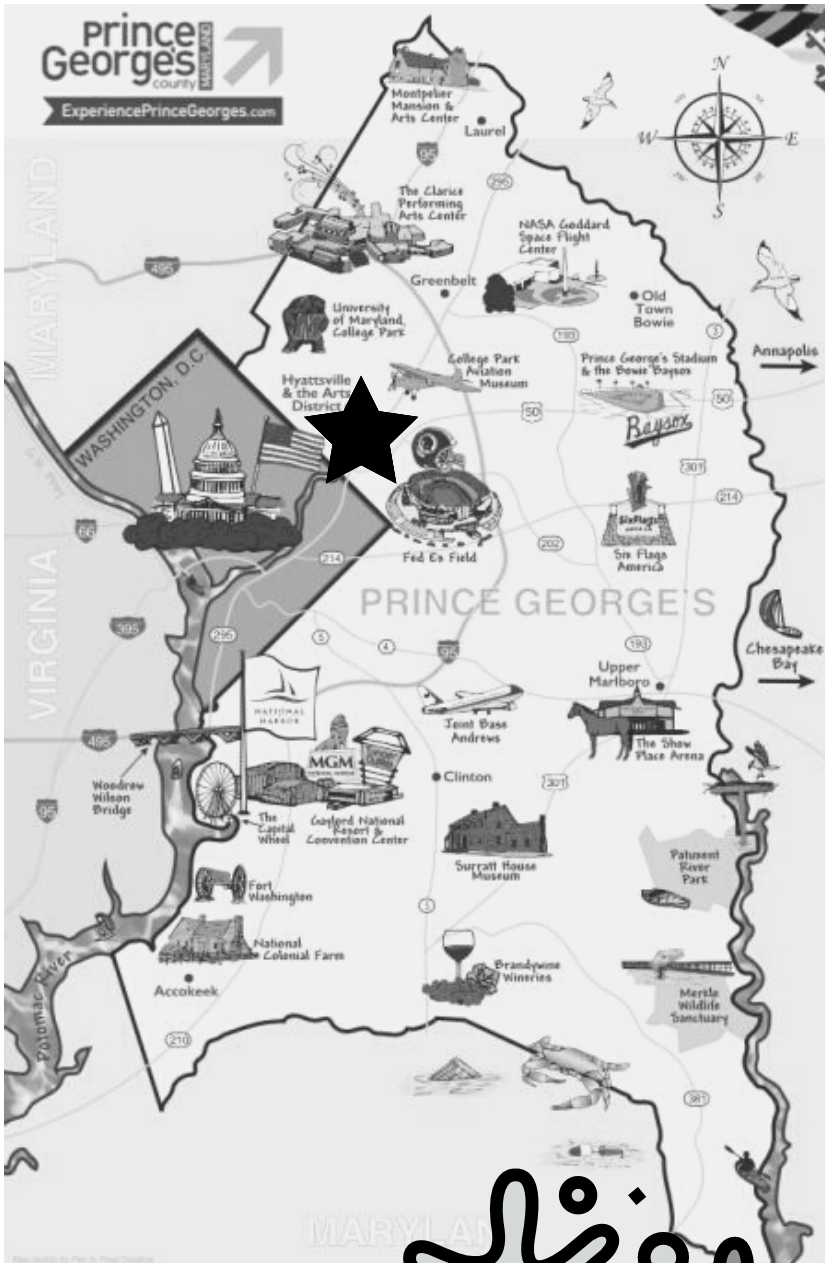 Prince
George's
county
MARYLAND
ExperiencePrinceGeorges.com
N
W
E
S
Montpelier
Mansion &
Arts Center
Laurel
95
295
The Clarice
Performing
Arts Center
NASA Goddard
Space Flight
Center
MARYLAND
495
Greenbelt
Old
Town
Bowie
University
of Maryland,
College Park
193
3
Annapolis
WASHINGTON, D.C.
College Park
Aviation
Museum
Prince George's Stadium
& the Bowie Baysox
Hyattsville
& the Arts
District
50
50
Baysox
301
214
66
SixFlags
Fed Ex Field
214
202
Six Flags
America
VIRGINIA
PRINCE GEORGE'S
395
295
5
4
95
193
Chesapeake
Bay
Upper
Marlboro
NATIONAL
HARBOR
Joint Base
Andrews
495
The Show
Place Arena
MGM
Woodrow
Wilson
Bridge
Clinton
301
95
The
Capital
Wheel
Gaylord National
Resort &
Convention Center
Surratt House
Museum
Patuxent
River
Park
Fort
Washington
5
National
Colonial Farm
Brandywine
Wineries
Potomac River
Accokeek
Merkle
Wildlife
Sanctuary
210
381
MARYLAN